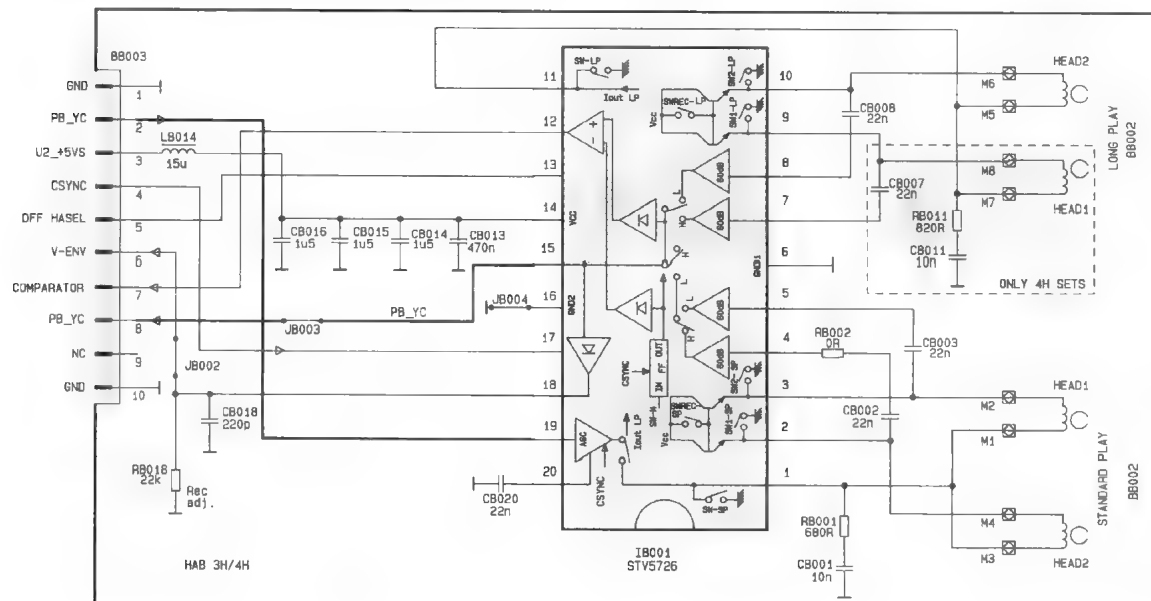 BB003
GND
1
PB_YC
2
U2_+5VS
3
LB014
15u
CSYNC
4
DFF HASEL
5
V-ENV
6
COMPARATOR
7
PB_YC
8
NC
9
GND
10
JB003
JB002
PB_YC
JB004
CB016
1u5
CB015
1u5
CB014
1u5
CB013
470n
CB018
220p
RB018
22k
Rec
adj.
CB020
22n
HAB 3H/4H
11
12
13
14
15
16
17
18
19
20
10
9
8
7
6
5
4
3
2
1
SW-LP
Iout LP
SW2-LP
SWREC-LP
Vcc
SW1-LP
+
-
60dB
60dB
L
H
VCC
H
L
L
H
GND1
GND2
60dB
60dB
CSYNC
IN FF OUT
SW-H
SW2-SP
SWREC-SP
Vcc
SW1-SP
AGC
Iout LP
CSYNC
SW-SP
IB001
STV5726
CB008
22n
CB007
22n
RB011
820R
CB011
10n
ONLY 4H SETS
RB002
0R
CB003
22n
CB002
22n
RB001
680R
CB001
10n
M6
M5
HEAD2
M8
M7
HEAD1
LONG PLAY
BB002
M2
M1
HEAD1
M4
M3
HEAD2
STANDARD PLAY
BB002